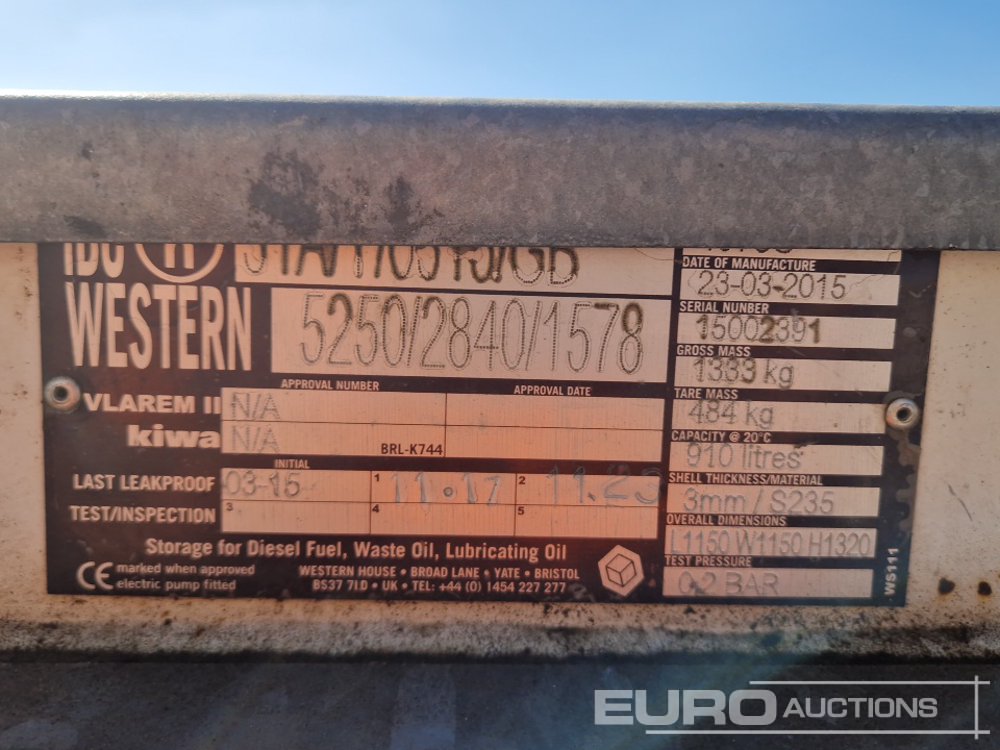 WESTERN
5250/2840/1578
APPROVAL NUMBER APPROVAL DATE
VLAREM II N/A
kiwa N/A BRL-K744
INITIAL
LAST LEAKPROOF 03-15 1 11.17 2 11.23
TEST/INSPECTION 3 4 5
Storage for Diesel Fuel, Waste Oil, Lubricating Oil
CE marked when approved
electric pump fitted
WESTERN HOUSE • BROAD LANE • YATE • BRISTOL
BS37 7LD • UK • TEL: +44 (0) 1454 227 277
DATE OF MANUFACTURE
23-03-2015
SERIAL NUMBER
15002391
GROSS MASS
1333 kg
TARE MASS
484 kg
CAPACITY @ 20°C
910 litres
SHELL THICKNESS/MATERIAL
3mm / S235
OVERALL DIMENSIONS
L1150 W1150 H1320
TEST PRESSURE
0.2 BAR
WS111
EURO AUCTIONS